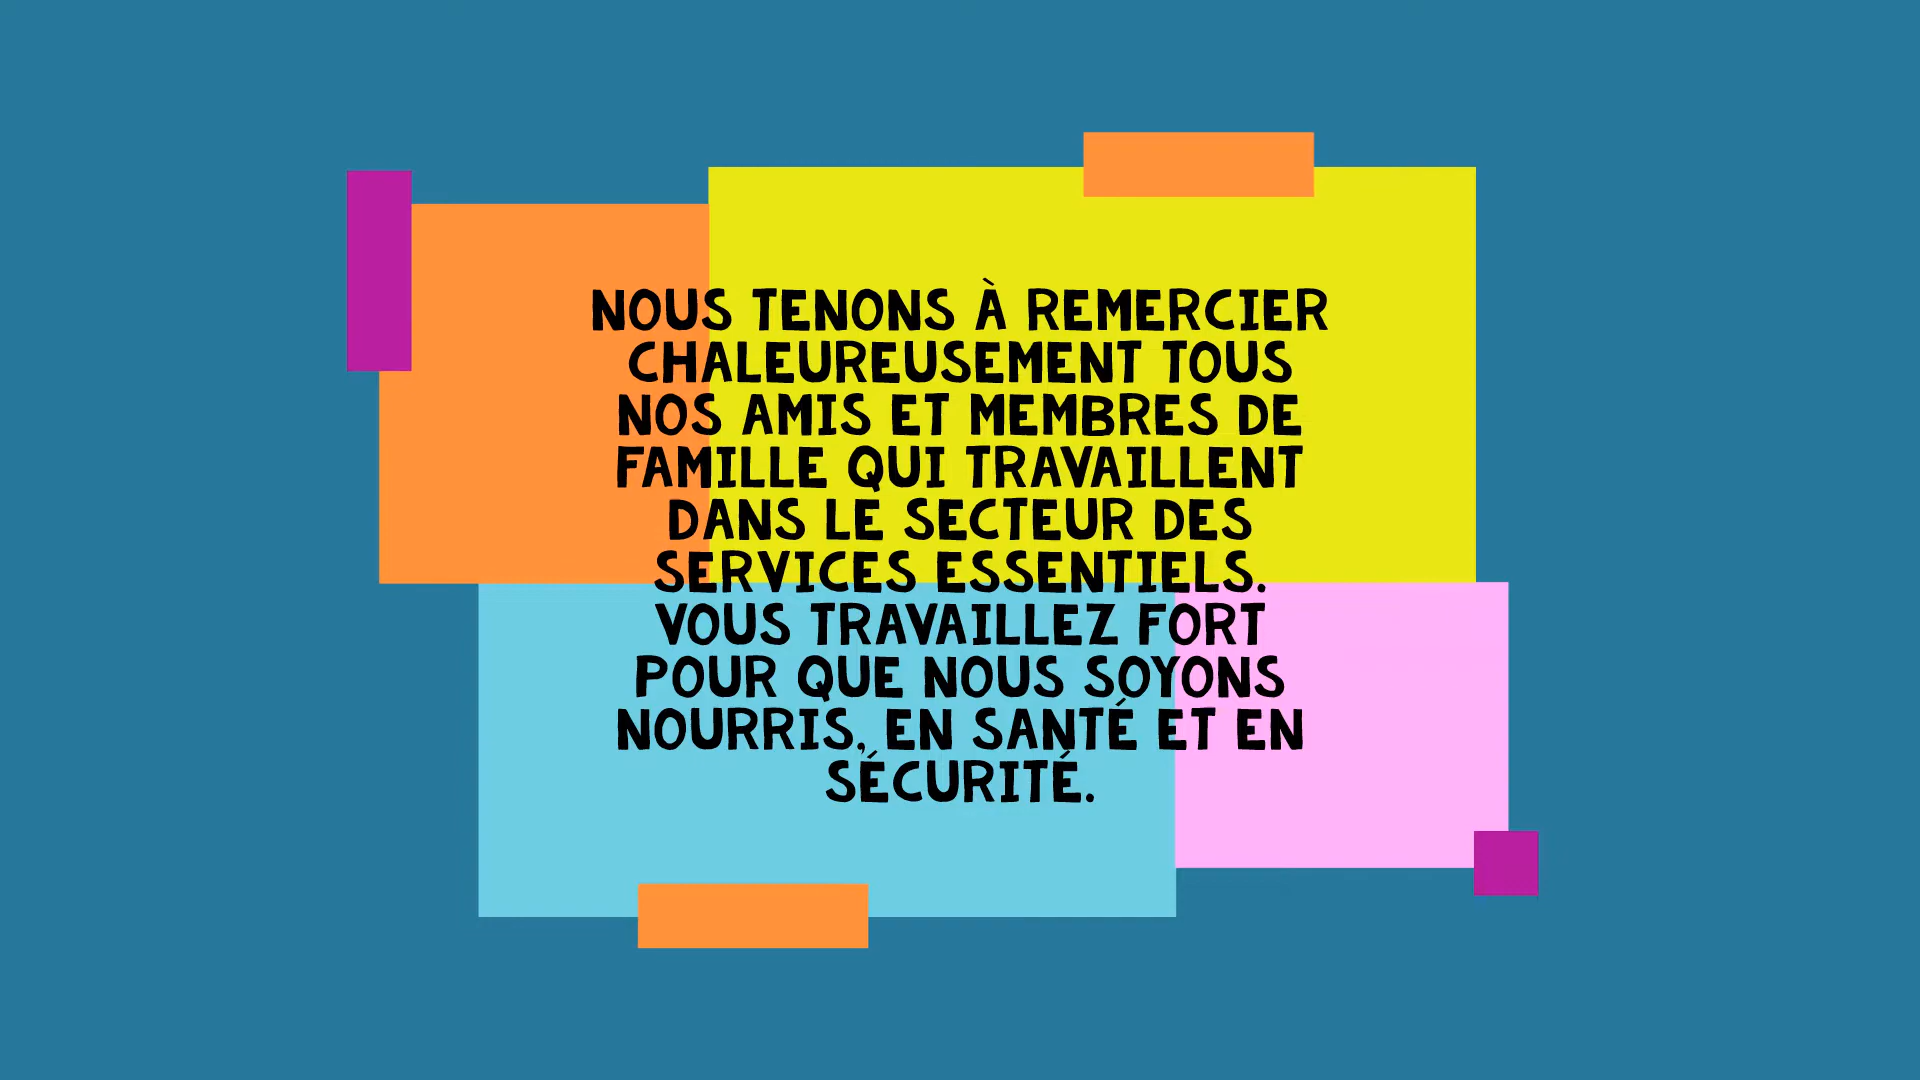 NOUS TENONS À REMERCIER
CHALEUREUSEMENT TOUS
NOS AMIS ET MEMBRES DE
FAMILLE QUI TRAVAILLENT
DANS LE SECTEUR DES
SERVICES ESSENTIELS.
VOUS TRAVAILLEZ FORT
POUR QUE NOUS SOYONS
NOURRIS, EN SANTÉ ET EN
SÉCURITÉ.